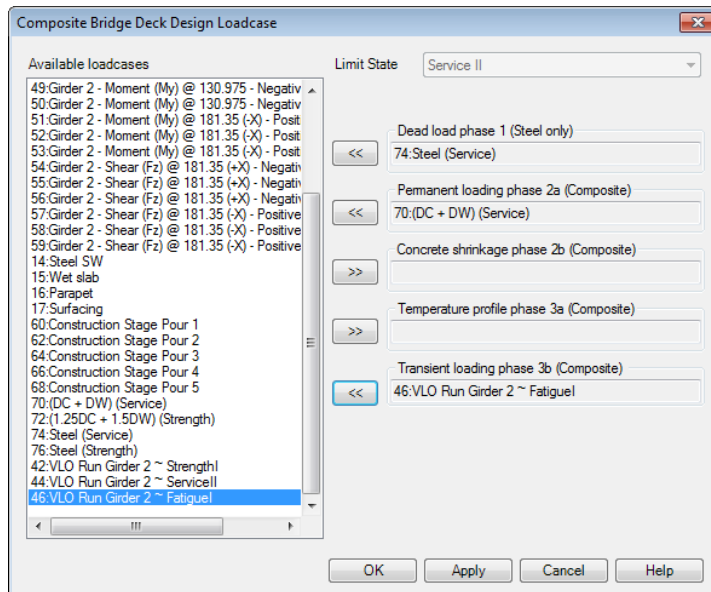 Composite Bridge Deck Design Loadcase
Available loadcases
49:Girder 2 - Moment (My) @ 130.975 - Negativ
50:Girder 2 - Moment (My) @ 130.975 - Negativ
51:Girder 2 - Moment (My) @ 181.35 (-X) - Positi
52:Girder 2 - Moment (My) @ 181.35 (-X) - Positi
53:Girder 2 - Moment (My) @ 181.35 (-X) - Positi
54:Girder 2 - Shear (Fz) @ 181.35 (+X) - Negati
55:Girder 2 - Shear (Fz) @ 181.35 (+X) - Negati
56:Girder 2 - Shear (Fz) @ 181.35 (+X) - Negati
57:Girder 2 - Shear (Fz) @ 181.35 (-X) - Positive
58:Girder 2 - Shear (Fz) @ 181.35 (-X) - Positive
59:Girder 2 - Shear (Fz) @ 181.35 (-X) - Positive
14:Steel SW
15:Wet slab
16:Parapet
17:Surfacing
60:Construction Stage Pour 1
62:Construction Stage Pour 2
64:Construction Stage Pour 3
66:Construction Stage Pour 4
68:Construction Stage Pour 5
70:(DC + DW) (Service)
72:(1.25DC + 1.5DW) (Strength)
74:Steel (Service)
76:Steel (Strength)
42:VLO Run Girder 2 ~ StrengthI
44:VLO Run Girder 2 ~ ServiceII
46:VLO Run Girder 2 ~ FatigueI
Limit State
Service II
Dead load phase 1 (Steel only)
<< 74:Steel (Service)
Permanent loading phase 2a (Composite)
<< 70:(DC + DW) (Service)
Concrete shrinkage phase 2b (Composite)
>>
Temperature profile phase 3a (Composite)
>>
Transient loading phase 3b (Composite)
<< 46:VLO Run Girder 2 ~ FatigueI
OK Apply Cancel Help